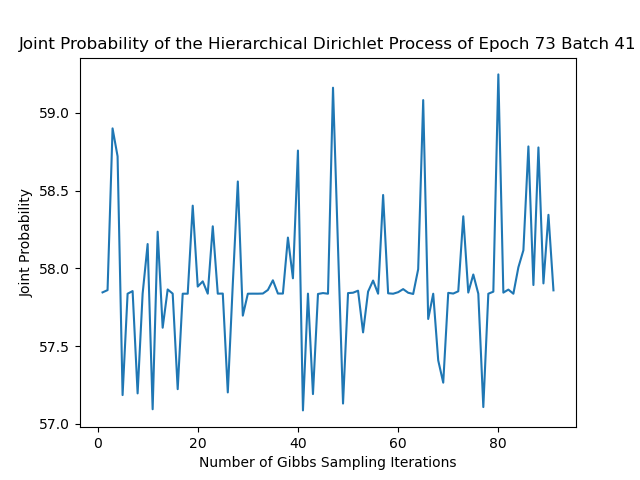 Joint Probability of the Hierarchical Dirichlet Process of Epoch 73 Batch 41
Joint Probability
59.0
58.5
58.0
57.5
57.0
0 20 40 60 80
Number of Gibbs Sampling Iterations